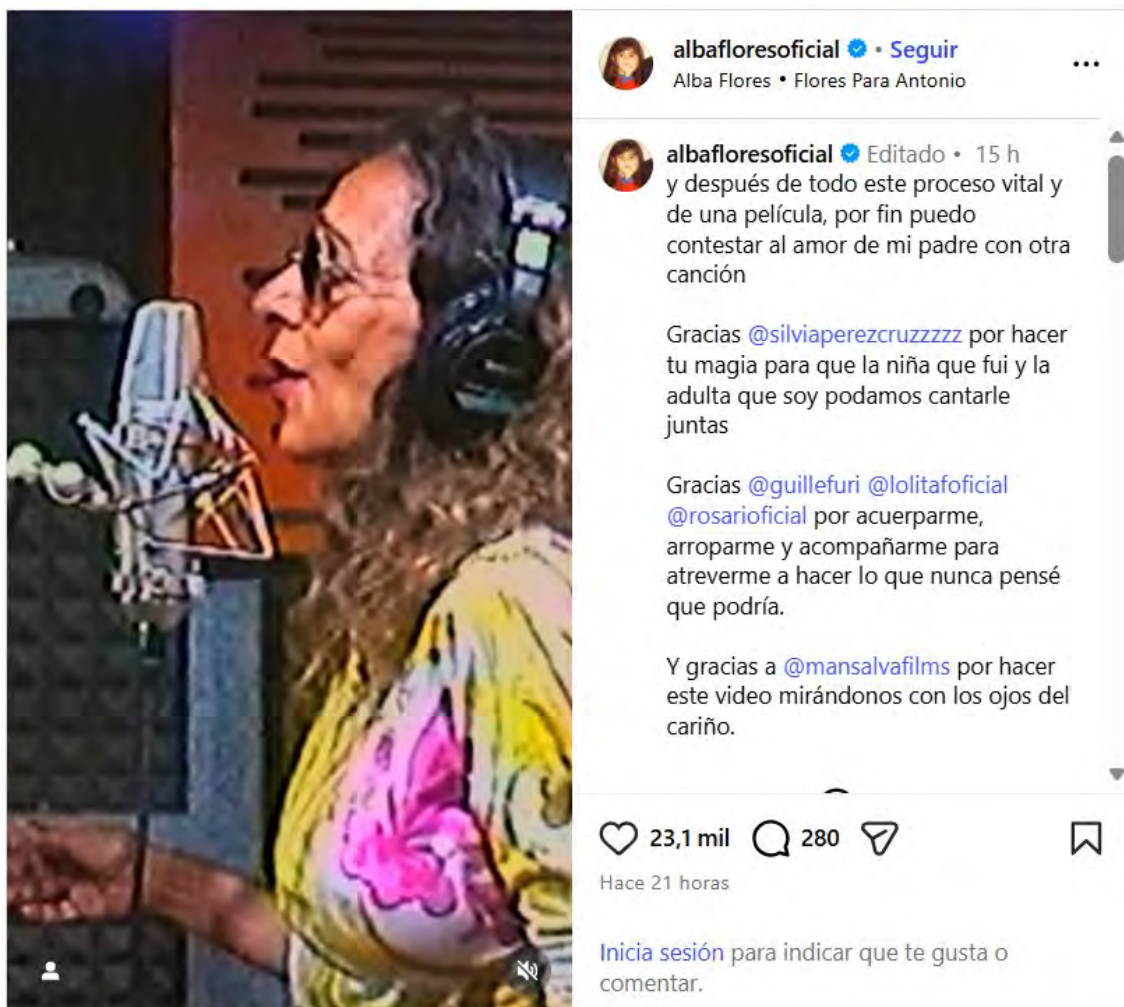 albafloresoficial • Seguir
Alba Flores • Flores Para Antonio
albafloresoficial Editado • 15 h
y después de todo este proceso vital y
de una película, por fin puedo
contestar al amor de mi padre con otra
canción
Gracias @silviaperezcruzzzzz por hacer
tu magia para que la niña que fui y la
adulta que soy podamos cantarle
juntas
Gracias @guillefuri @lolitafoficial
@rosarioficial por acuerparme,
arroparme y acompañarme para
atreverme a hacer lo que nunca pensé
que podría.
Y gracias a @mansalvafilms por hacer
este video mirándonos con los ojos del
cariño.
23,1 mil 280
Hace 21 horas
Inicia sesión para indicar que te gusta o
comentar.